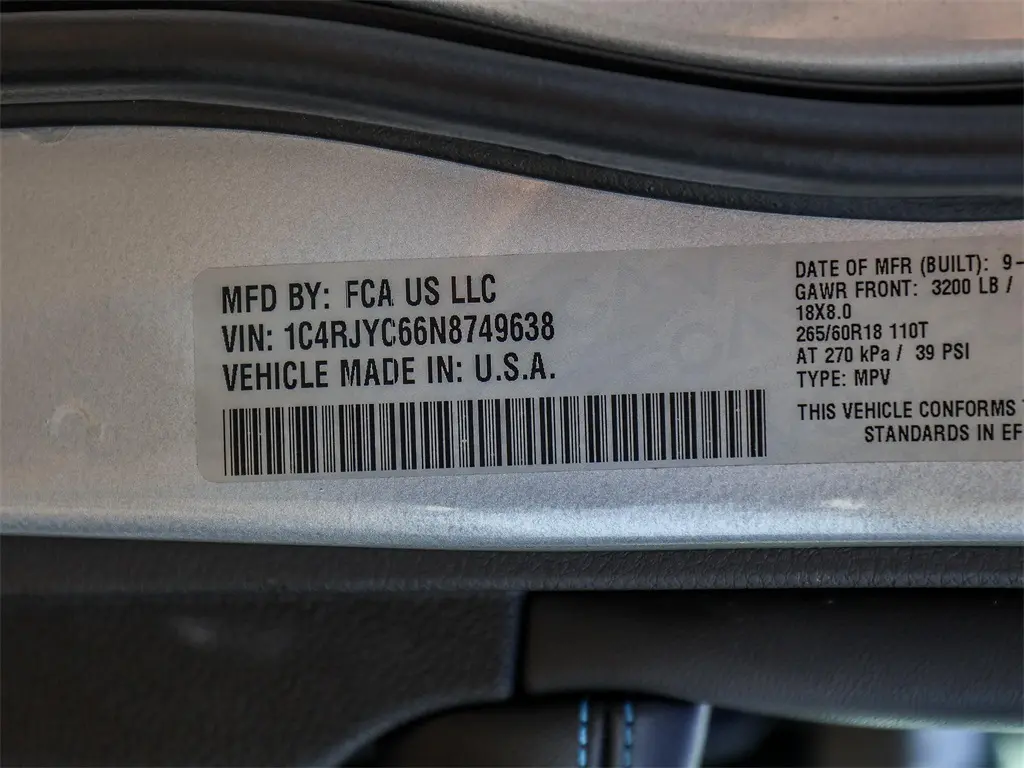 MFD BY: FCA US LLC
VIN: 1C4RJYC66N8749638
VEHICLE MADE IN: U.S.A.
DATE OF MFR (BUILT): 9-
GAWR FRONT: 3200 LB /
18X8.0
265/60R18 110T
AT 270 kPa / 39 PSI
TYPE: MPV
THIS VEHICLE CONFORMS
STANDARDS IN EF